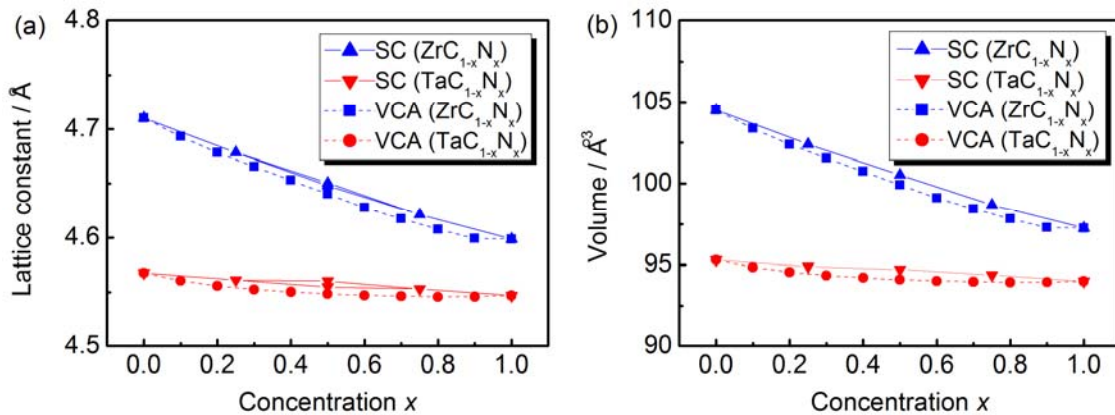 (a)
4.8
4.7
4.6
4.5
Lattice constant / Å
SC (ZrC₁₋ₓNₓ)
SC (TaC₁₋ₓNₓ)
VCA (ZrC₁₋ₓNₓ)
VCA (TaC₁₋ₓNₓ)
0.0 0.2 0.4 0.6 0.8 1.0
Concentration x
(b)
110
105
100
95
90
Volume / Å³
SC (ZrC₁₋ₓNₓ)
SC (TaC₁₋ₓNₓ)
VCA (ZrC₁₋ₓNₓ)
VCA (TaC₁₋ₓNₓ)
0.0 0.2 0.4 0.6 0.8 1.0
Concentration x